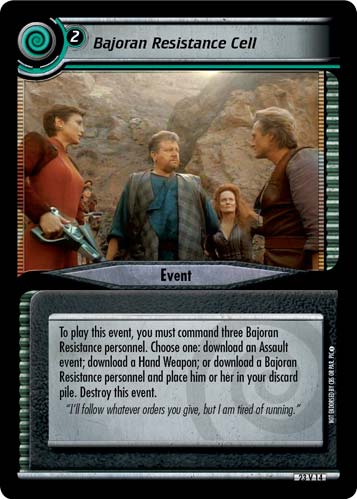 2
Bajoran Resistance Cell
Event
To play this event, you must command three Bajoran
Resistance personnel. Choose one: download an Assault
event; download a Hand Weapon; or download a Bajoran
Resistance personnel and place him or her in your discard
pile. Destroy this event.
"I'll follow whatever orders you give, but I am tired of running."
23 V 14